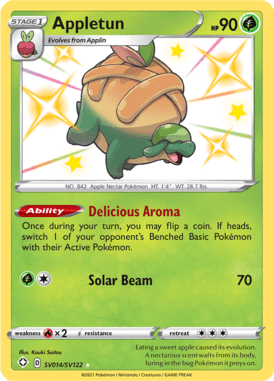 STAGE 1
Appletun
HP 90
Evolves from Applin
NO. 842 Apple Nectar Pokémon HT: 1'4" WT: 28.7 lbs.
Ability Delicious Aroma
Once during your turn, you may flip a coin. If heads,
switch 1 of your opponent's Benched Basic Pokémon
with their Active Pokémon.
Solar Beam 70
weakness ×2 resistance retreat
Illus. Kouki Saitou
D SV014/SV122
Eating a sweet apple caused its evolution.
A nectarous scent wafts from its body,
luring in the bug Pokémon it preys on.
©2021 Pokémon / Nintendo / Creatures / GAME FREAK